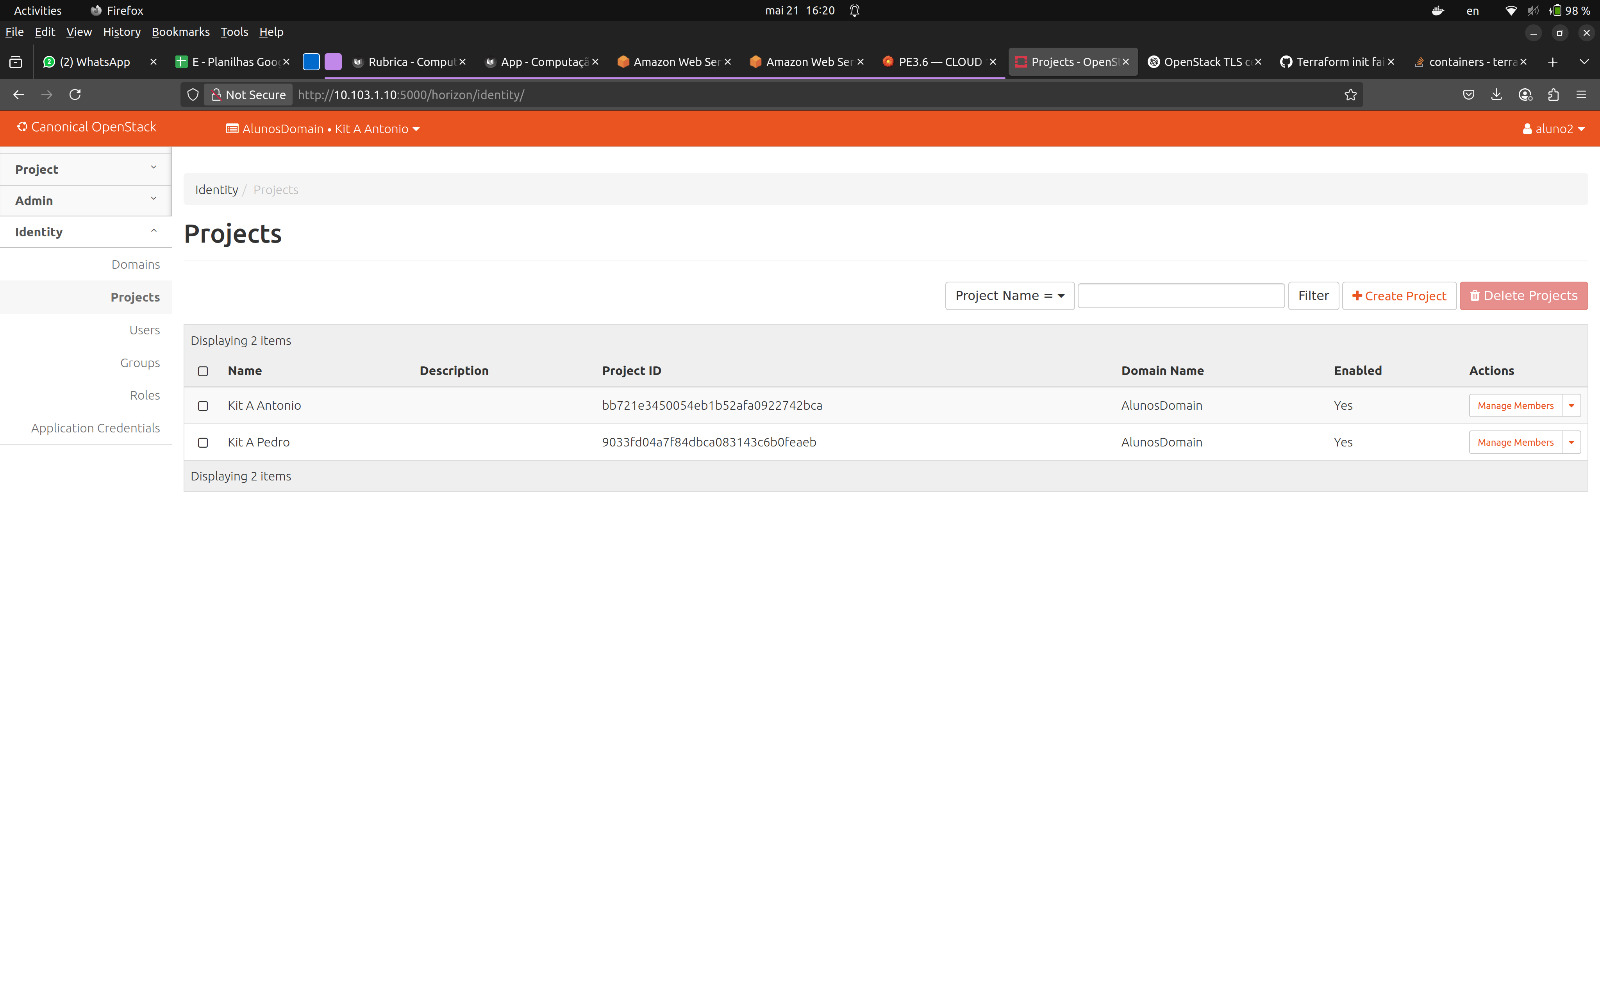 Activities Firefox mai 21 16:20 en 98 %
File Edit View History Bookmarks Tools Help
(2) WhatsApp E - Planilhas Goo Rubrica - Comput App - Computaçã Amazon Web Ser Amazon Web Ser PE3.6 — CLOUD Projects - OpenS OpenStack TLS c Terraform init fai containers - terra
Not Secure http://10.103.1.10:5000/horizon/identity/
Canonical OpenStack AlunosDomain • Kit A Antonio aluno2
Project
Admin
Identity
Domains
Projects
Users
Groups
Roles
Application Credentials
Identity / Projects
Projects
Project Name = Filter Create Project Delete Projects
Displaying 2 items
Name Description Project ID Domain Name Enabled Actions
Kit A Antonio bb721e3450054eb1b52afa0922742bca AlunosDomain Yes Manage Members
Kit A Pedro 9033fd04a7f84dbca083143c6b0feaeb AlunosDomain Yes Manage Members
Displaying 2 items